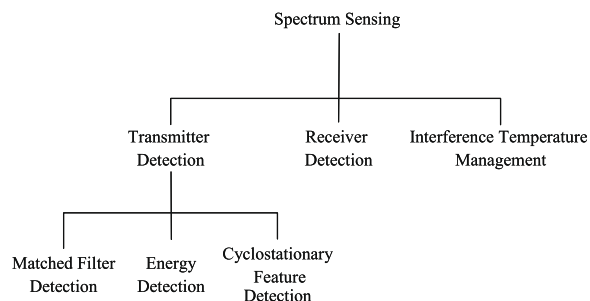 Spectrum Sensing
Transmitter
Detection
Receiver
Detection
Interference Temperature
Management
Matched Filter
Detection
Energy
Detection
Cyclostationary
Feature
Detection